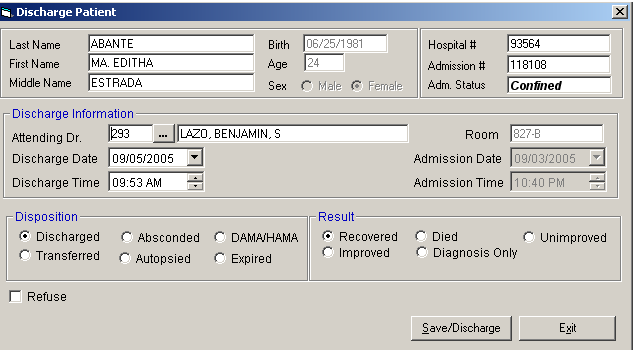 Discharge Patient
Last Name ABANTE Birth 06/25/1981 Hospital # 93564
First Name MA. EDITHA Age 24 Admission # 118108
Middle Name ESTRADA Sex Male Female Adm. Status Confined
Discharge Information
Attending Dr. 293 ... LAZO, BENJAMIN, S Room 827-B
Discharge Date 09/05/2005 Admission Date 09/03/2005
Discharge Time 09:53 AM Admission Time 10:40 PM
Disposition Result
Discharged Absconded DAMA/HAMA Recovered Died Unimproved
Transferred Autopsied Expired Improved Diagnosis Only
Refuse
Save/Discharge Exit